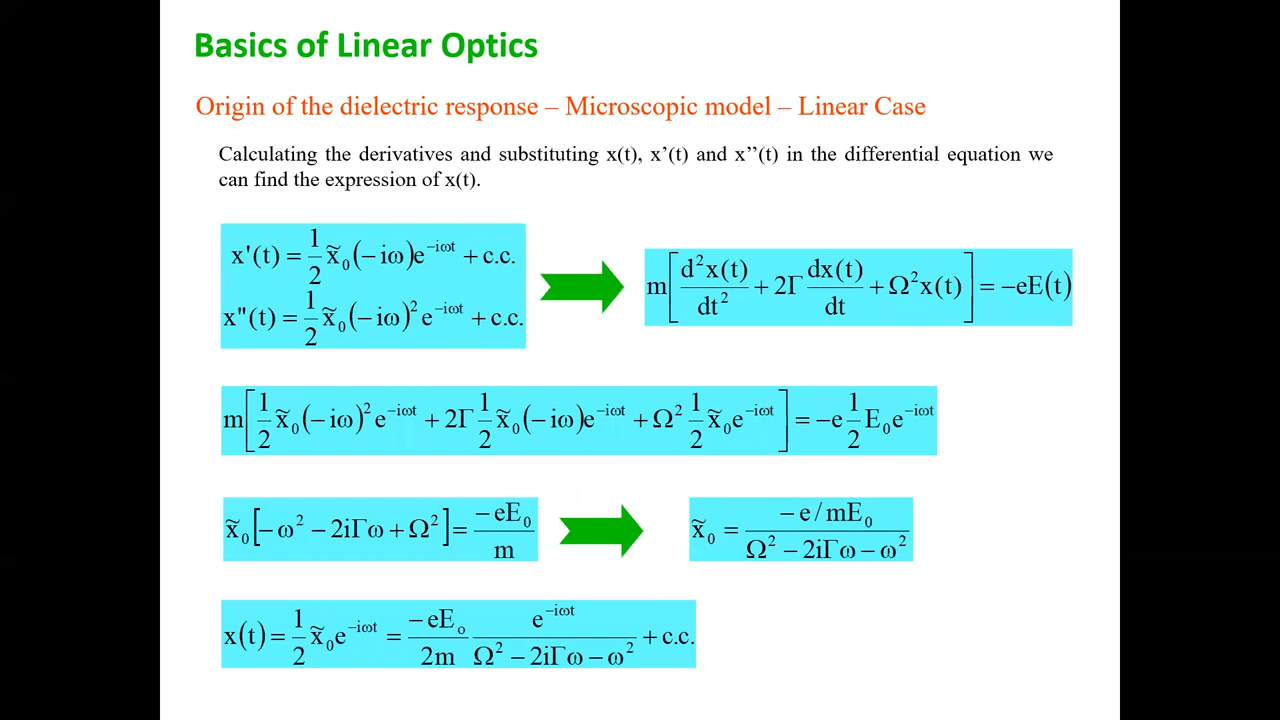 Basics of Linear Optics
Origin of the dielectric response – Microscopic model – Linear Case
Calculating the derivatives and substituting x(t), x’(t) and x’’(t) in the differential equation we
can find the expression of x(t).
x'(t) = 1/2 x̃₀(−iω)e^(−iωt) + c.c.
x"(t) = 1/2 x̃₀(−iω)² e^(−iωt) + c.c.
m[d²x(t)/dt² + 2Γ dx(t)/dt + Ω²x(t)] = −eE(t)
m[1/2 x̃₀(−iω)² e^(−iωt) + 2Γ 1/2 x̃₀(−iω)e^(−iωt) + Ω² 1/2 x̃₀e^(−iωt)] = −e 1/2 E₀e^(−iωt)
x̃₀[−ω² − 2iΓω + Ω²] = −eE₀/m
x̃₀ = (−e/mE₀)/(Ω² − 2iΓω − ω²)
x(t) = 1/2 x̃₀e^(−iωt) = −eEₒ/2m e^(−iωt)/(Ω² − 2iΓω − ω²) + c.c.